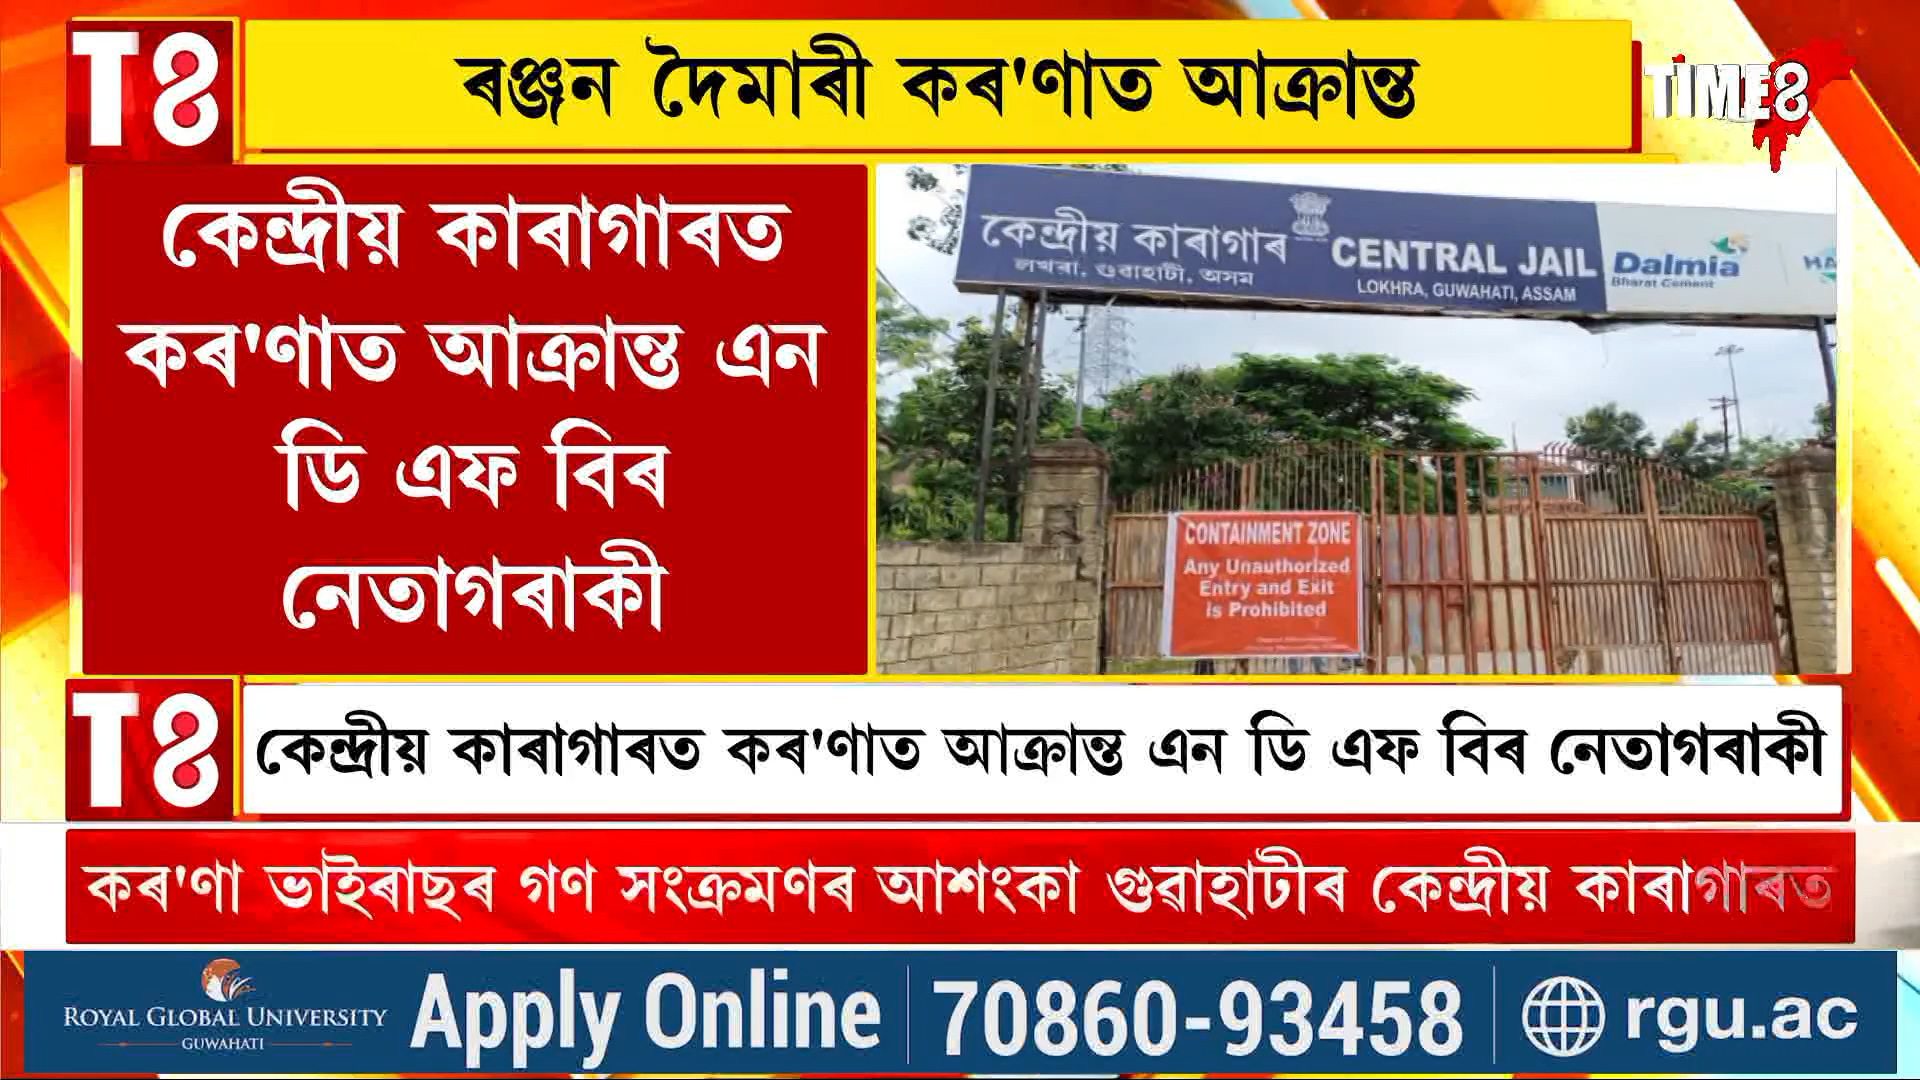 T8
ৰঞ্জন দৈমাৰী কৰ'ণাত আক্ৰান্ত
TIME8
কেন্দ্ৰীয় কাৰাগাৰত
কৰ'ণাত আক্ৰান্ত এন
ডি এফ বিৰ
নেতাগৰাকী
কেন্দ্ৰীয় কাৰাগাৰ
লখৰা, গুৱাহাটী, অসম
CENTRAL JAIL
LOKHRA, GUWAHATI, ASSAM
Dalmia
Bharat Cement
CONTAINMENT ZONE
Any Unauthorized
Entry and Exit
is Prohibited
T8
কেন্দ্ৰীয় কাৰাগাৰত কৰ'ণাত আক্ৰান্ত এন ডি এফ বিৰ নেতাগৰাকী
কৰ'ণা ভাইৰাছৰ গণ সংক্ৰমণৰ আশংকা গুৱাহাটীৰ কেন্দ্ৰীয় কাৰাগাৰত
ROYAL GLOBAL UNIVERSITY
GUWAHATI
Apply Online
70860-93458
rgu.ac